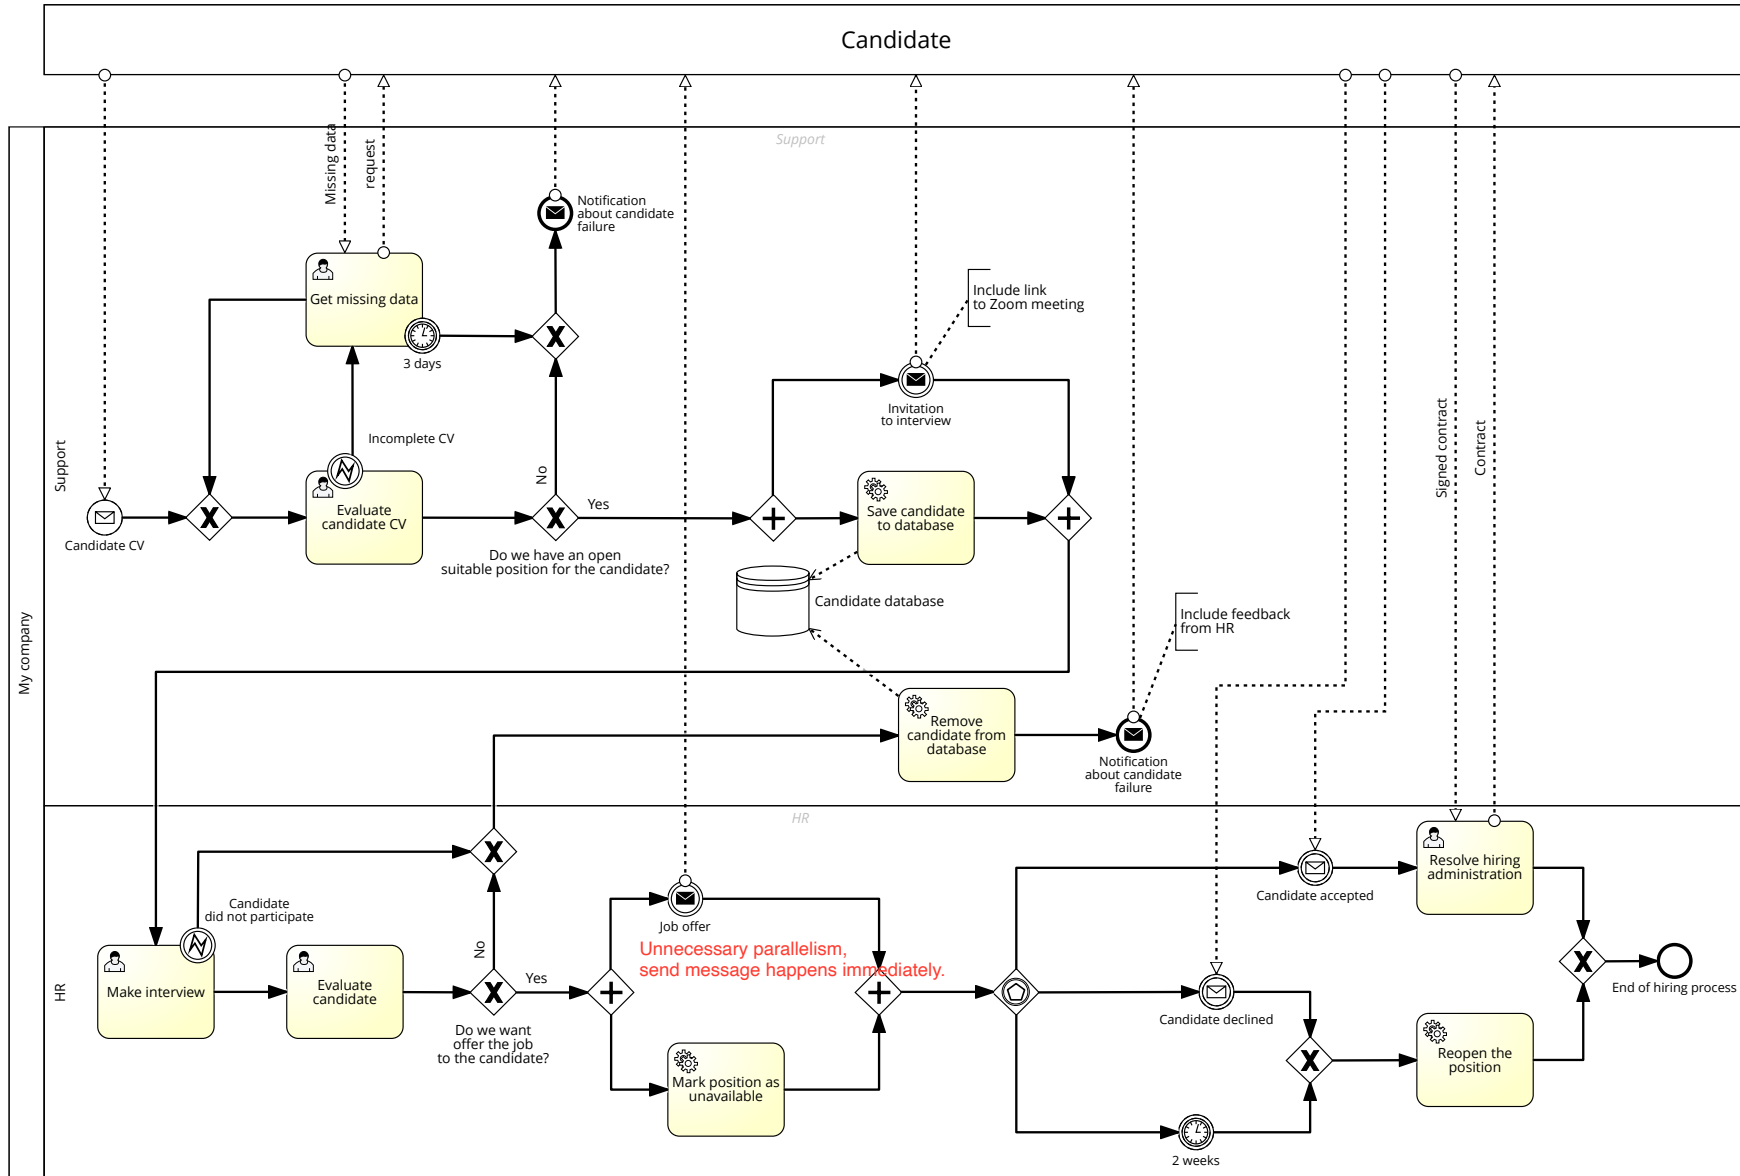 Candidate
Support
Missing data
request
Notification
about candidate
failure
Get missing data
3 days
Include link
to Zoom meeting
Invitation
to interview
Incomplete CV
No
Yes
Support
Candidate CV
Evaluate
candidate CV
Do we have an open
suitable position for the candidate?
Save candidate
to database
Candidate database
Signed contract
Contract
Include feedback
from HR
My company
Remove
candidate from
database
Notification
about candidate
failure
HR
HR
Candidate
did not participate
Make interview
Evaluate
candidate
No
Yes
Do we want
offer the job
to the candidate?
Job offer
Unnecessary parallelism,
send message happens immediately.
Mark position as
unavailable
Candidate accepted
Resolve hiring
administration
Candidate declined
End of hiring process
Reopen the
position
2 weeks